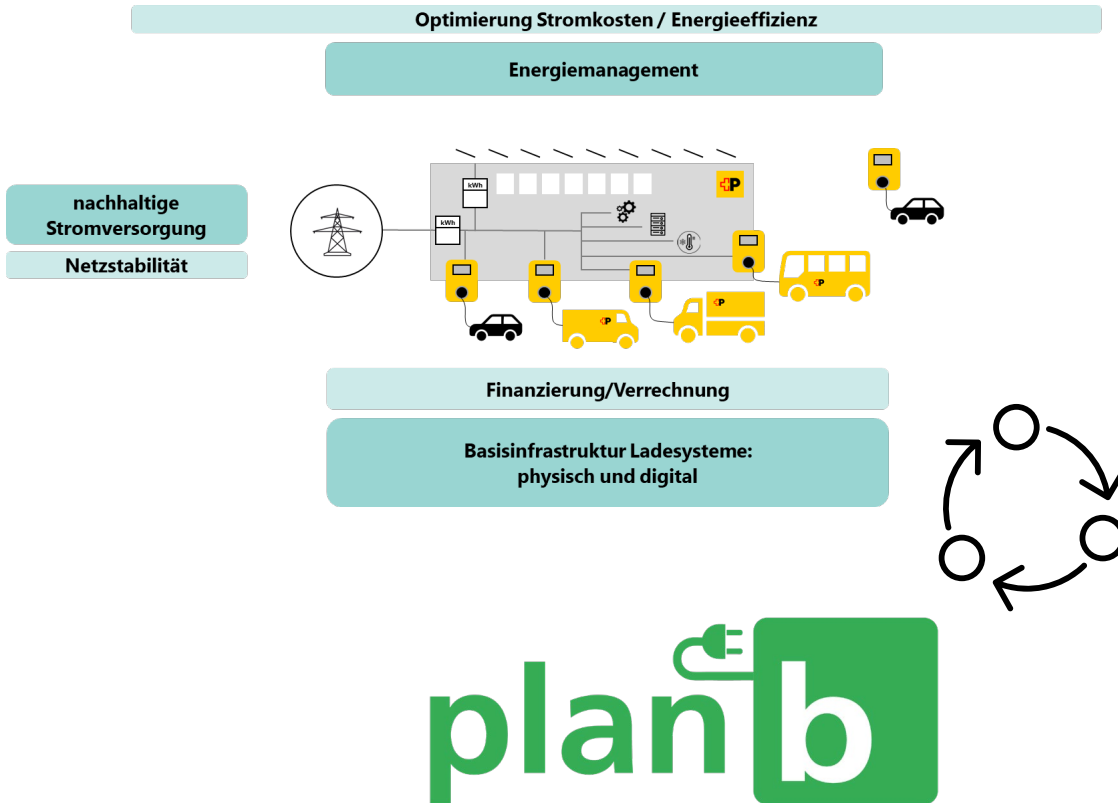 Optimierung Stromkosten / Energieeffizienz
Energiemanagement
nachhaltige
Stromversorgung
Netzstabilität
kWh
kWh
P
P
P
P
Finanzierung/Verrechnung
Basisinfrastruktur Ladesysteme:
physisch und digital
plan b